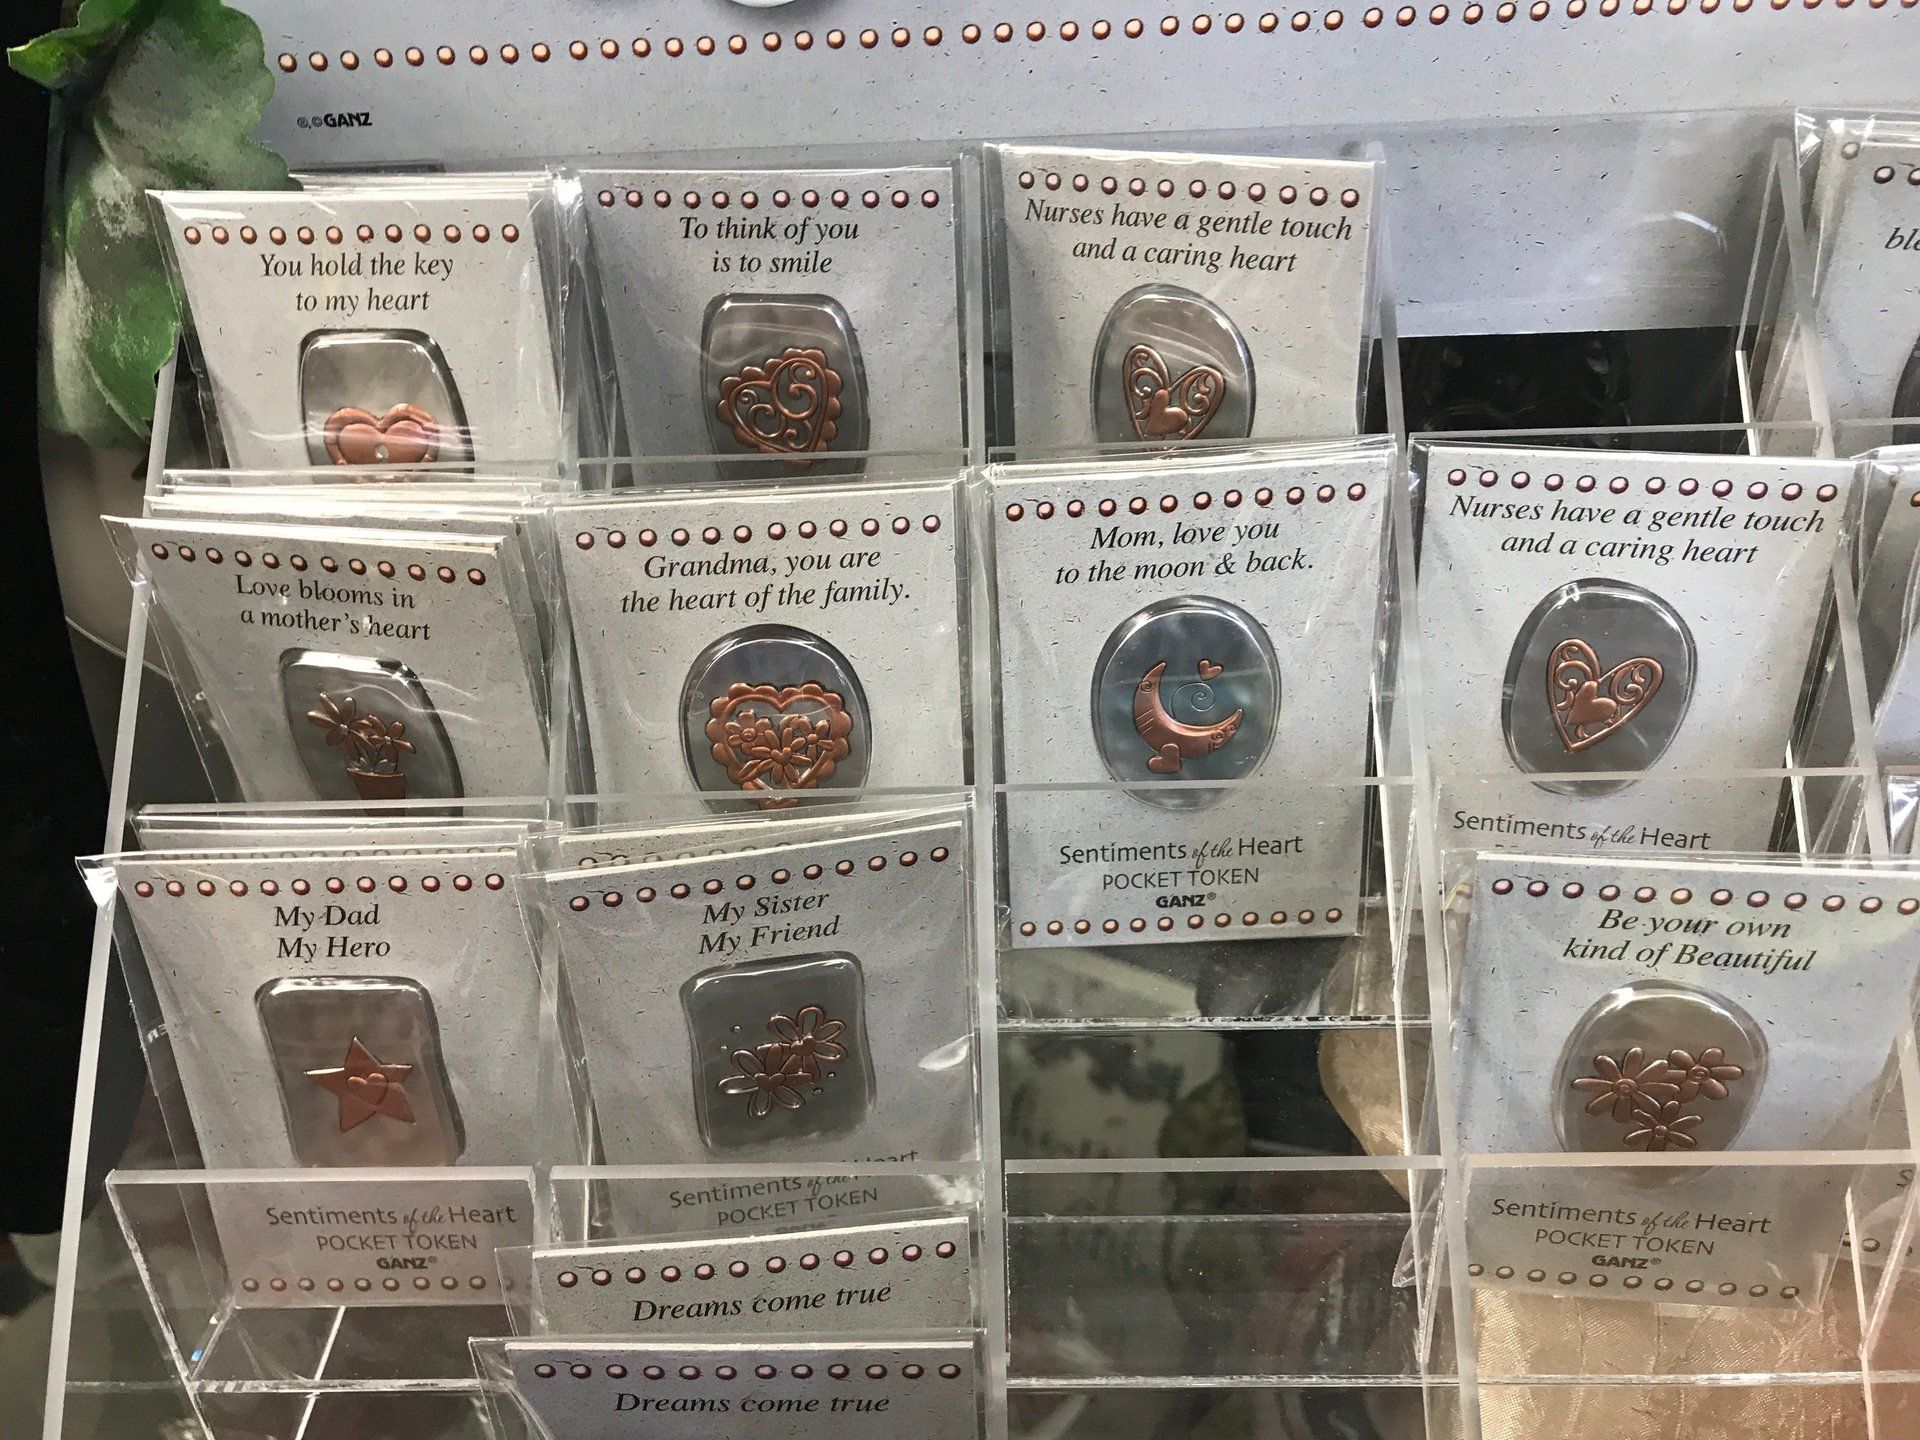 ®,©GANZ
You hold the key
to my heart
To think of you
is to smile
Nurses have a gentle touch
and a caring heart
Love blooms in
a mother's heart
Grandma, you are
the heart of the family.
Mom, love you
to the moon & back.
Sentiments of the Heart
POCKET TOKEN
GANZ®
Nurses have a gentle touch
and a caring heart
Sentiments of the Heart
My Dad
My Hero
Sentiments of the Heart
POCKET TOKEN
GANZ®
My Sister
My Friend
Sentiments of the Heart
POCKET TOKEN
Be your own
kind of Beautiful
Sentiments of the Heart
POCKET TOKEN
GANZ®
Dreams come true
Dreams come true